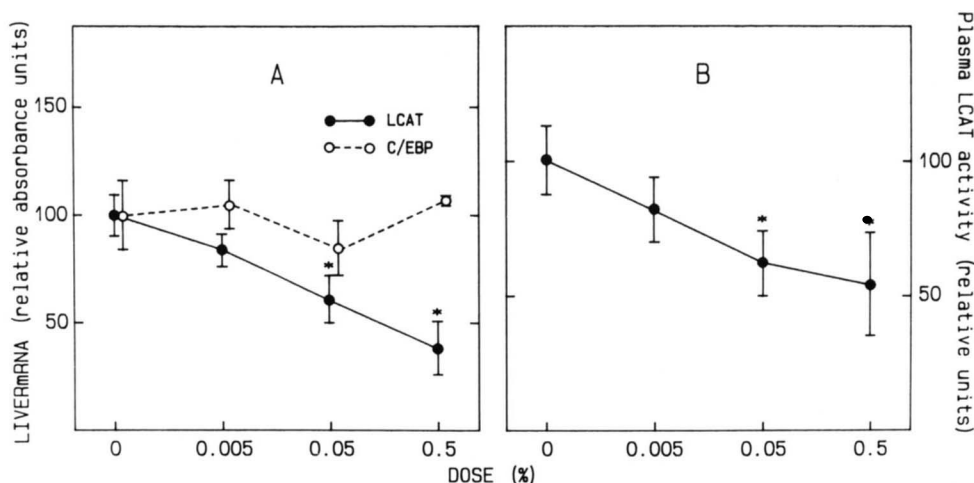 LIVERmRNA (relative absorbance units)
A
150
100
50
LCAT
C/EBP
*
*
0
0.005
0.05
0.5
B
*
*
100
50
0
0.005
0.05
0.5
Plasma LCAT activity (relative units)
DOSE (%)